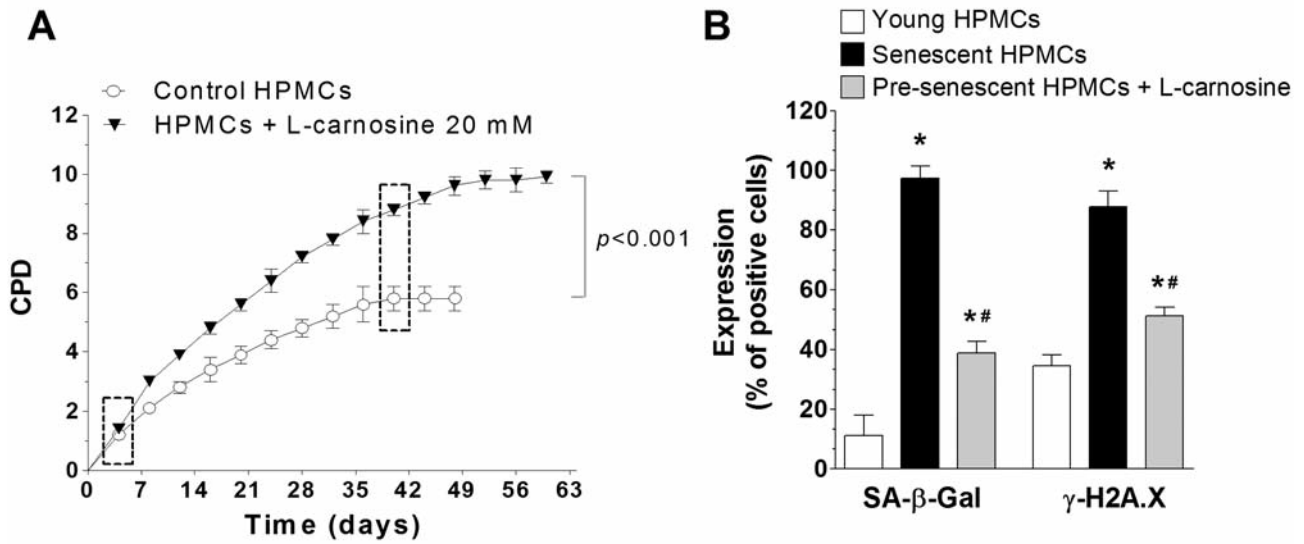 A
Control HPMCs
HPMCs + L-carnosine 20 mM
12
10
8
6
4
2
0
CPD
0 7 14 21 28 35 42 49 56 63
Time (days)
p<0.001
B
Young HPMCs
Senescent HPMCs
Pre-senescent HPMCs + L-carnosine
120
100
80
60
40
20
0
Expression
(% of positive cells)
*
*#
*
*#
SA-β-Gal γ-H2A.X